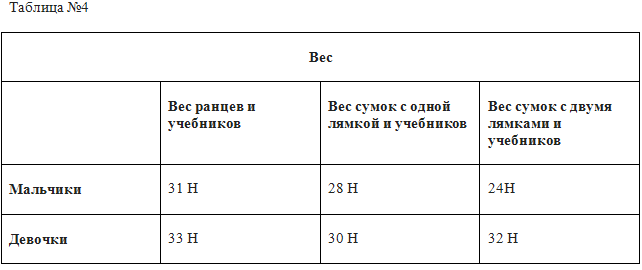 Таблица №4
Вес
Вес ранцев и
учебников
Вес сумок с одной
лямкой и учебников
Вес сумок с двумя
лямками и
учебников
Мальчики
31 Н
28 Н
24Н
Девочки
33 Н
30 Н
32 Н